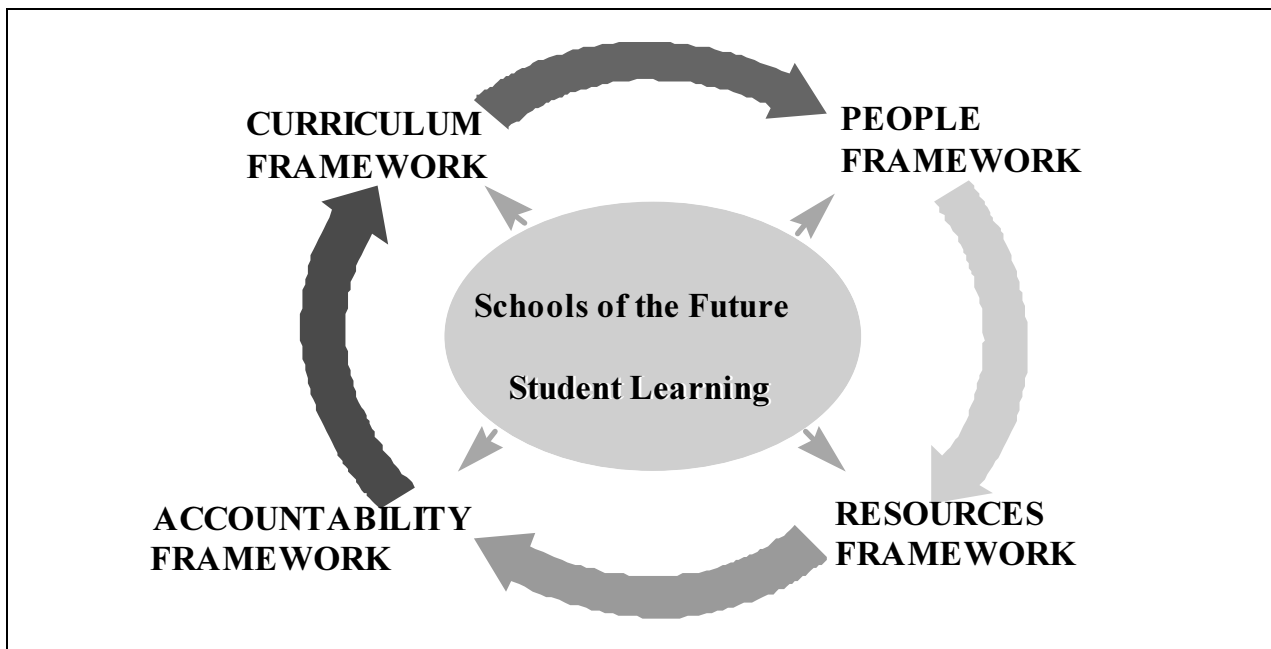 CURRICULUM
FRAMEWORK
PEOPLE
FRAMEWORK
Schools of the Future
Student Learning
ACCOUNTABILITY
FRAMEWORK
RESOURCES
FRAMEWORK